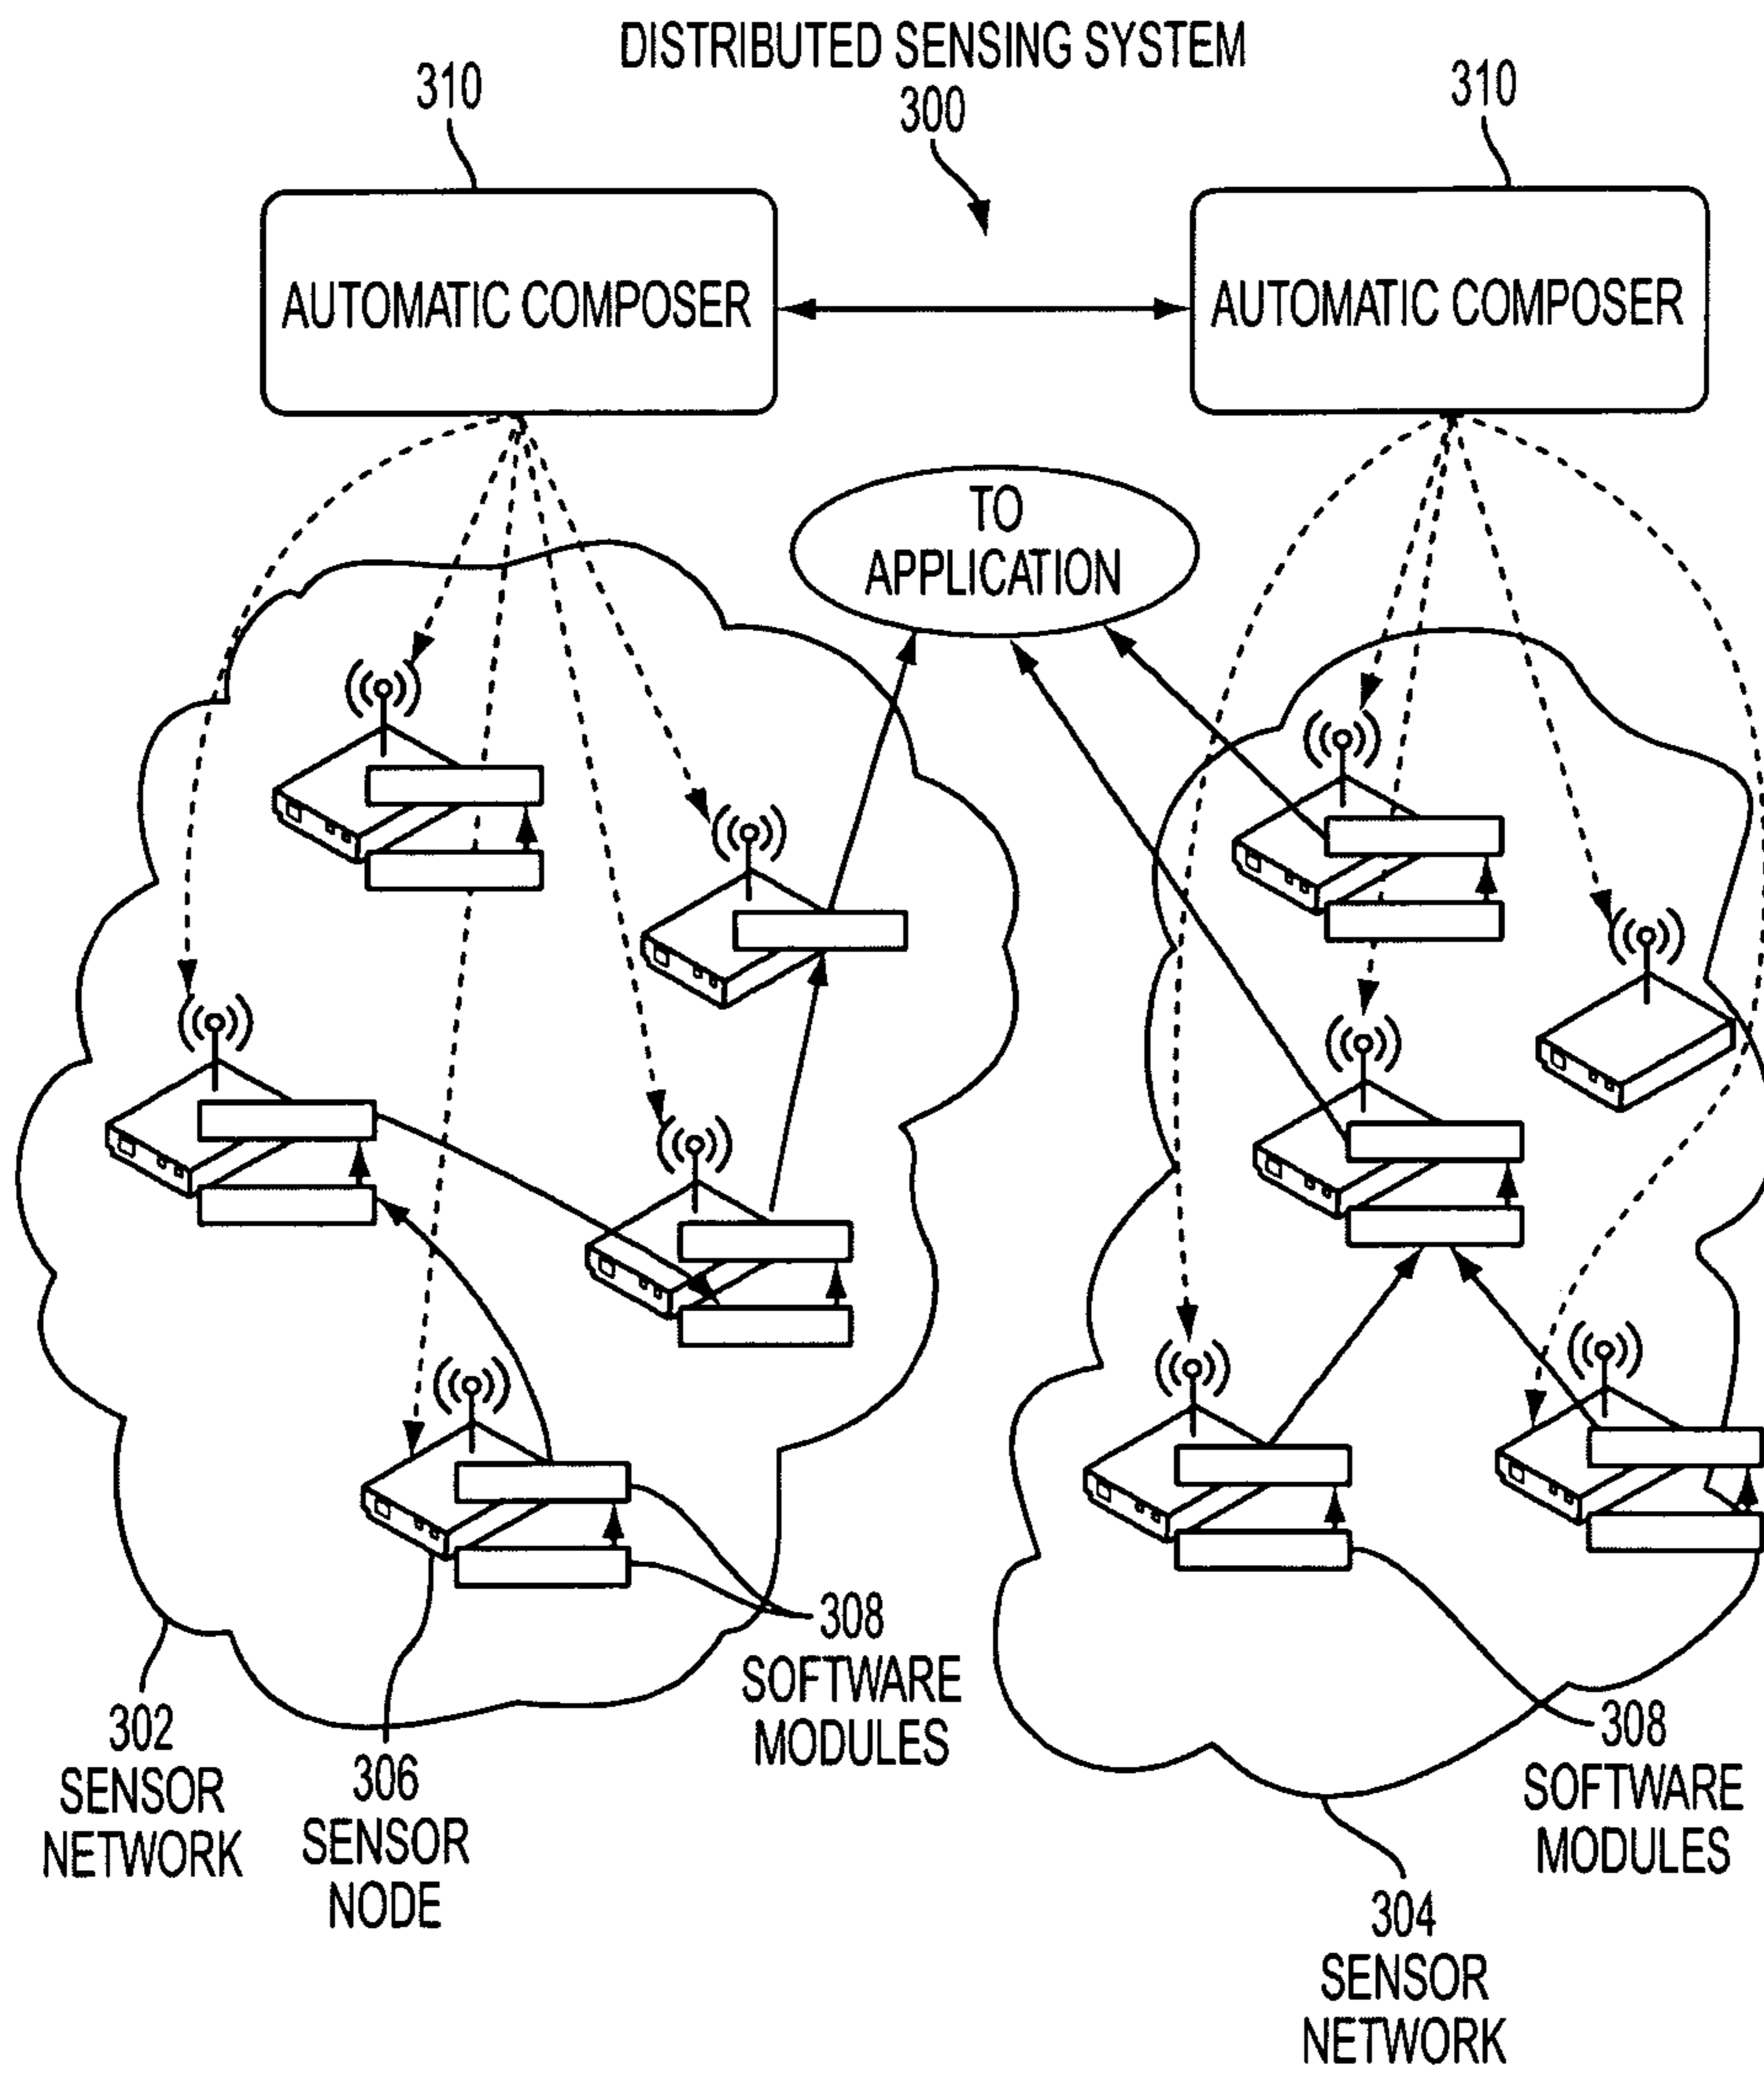 DISTRIBUTED SENSING SYSTEM
300
310
310
AUTOMATIC COMPOSER
AUTOMATIC COMPOSER
TO
APPLICATION
308
SOFTWARE
MODULES
302
SENSOR
NETWORK
306
SENSOR
NODE
308
SOFTWARE
MODULES
304
SENSOR
NETWORK